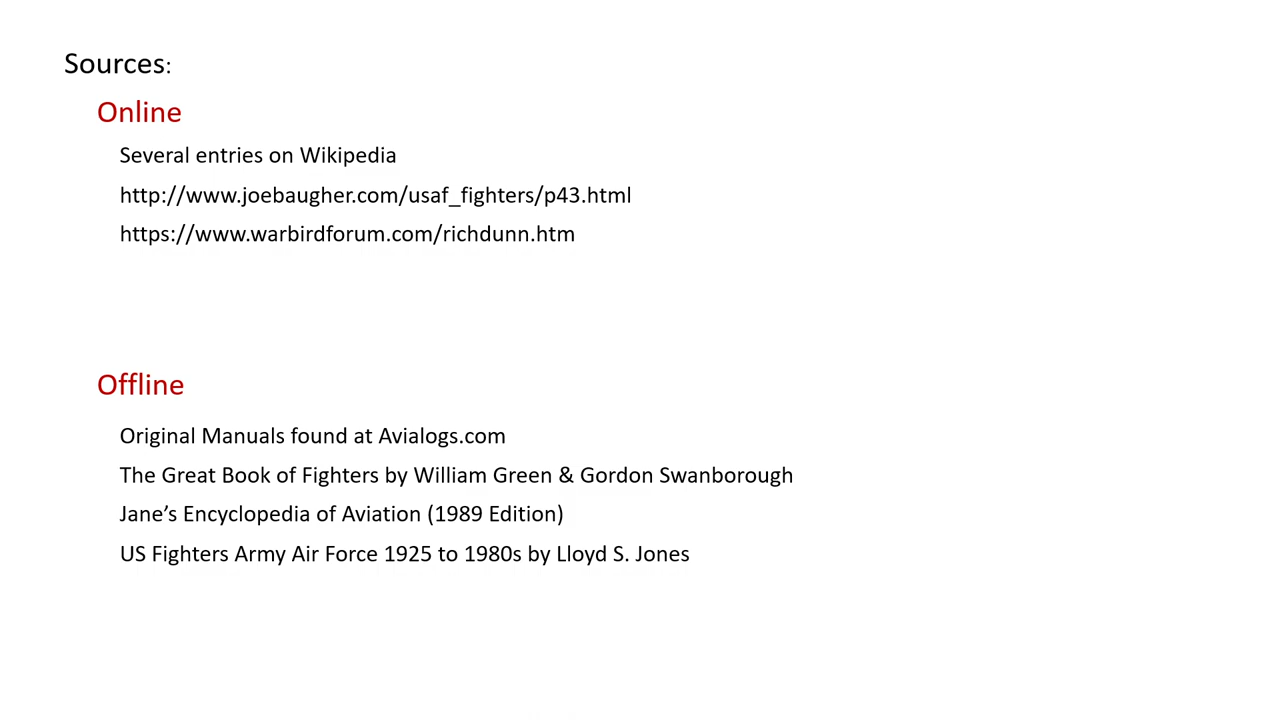 Sources:
Online
Several entries on Wikipedia
http://www.joebaugher.com/usaf_fighters/p43.html
https://www.warbirdforum.com/richdunn.htm
Offline
Original Manuals found at Avialogs.com
The Great Book of Fighters by William Green & Gordon Swanborough
Jane’s Encyclopedia of Aviation (1989 Edition)
US Fighters Army Air Force 1925 to 1980s by Lloyd S. Jones